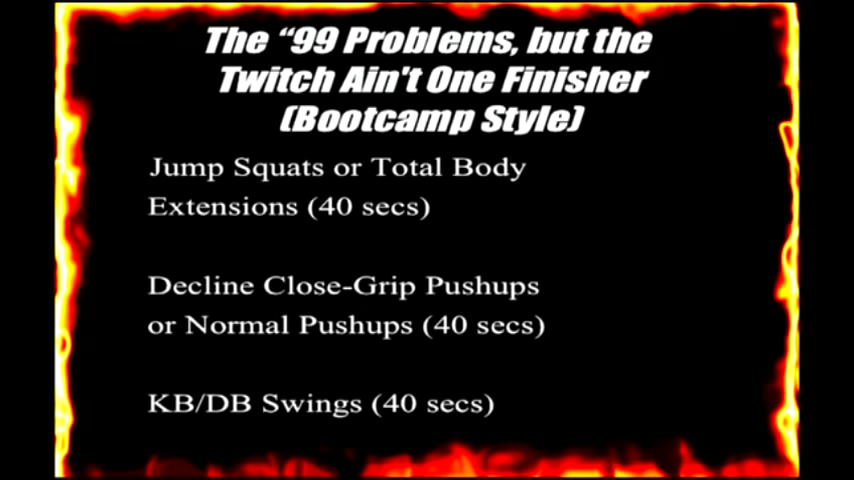 The “99 Problems, but the
Twitch Ain't One Finisher
(Bootcamp Style)
Jump Squats or Total Body
Extensions (40 secs)
Decline Close-Grip Pushups
or Normal Pushups (40 secs)
KB/DB Swings (40 secs)